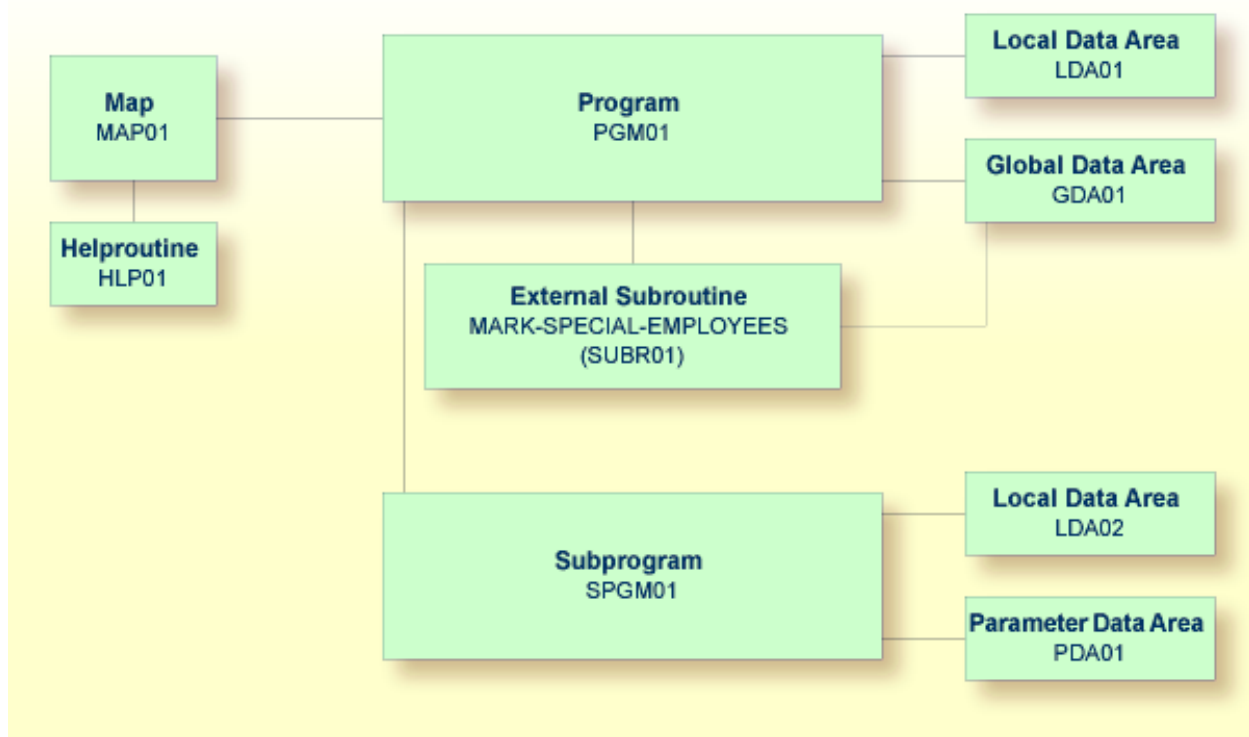 Map
MAP01
Program
PGM01
Local Data Area
LDA01
Global Data Area
GDA01
Helproutine
HLP01
External Subroutine
MARK-SPECIAL-EMPLOYEES
(SUBR01)
Subprogram
SPGM01
Local Data Area
LDA02
Parameter Data Area
PDA01